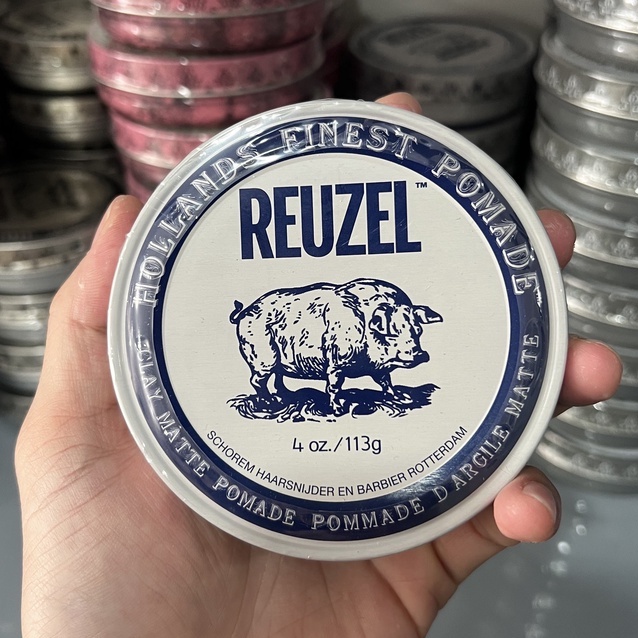 HOLLANDS FINEST POMADE
REUZEL™
4 oz./113g
SCHOREM HAARSNIJDER EN BARBIER ROTTERDAM
CLAY MATTE POMADE POMMADE D'ARGILE MATTE